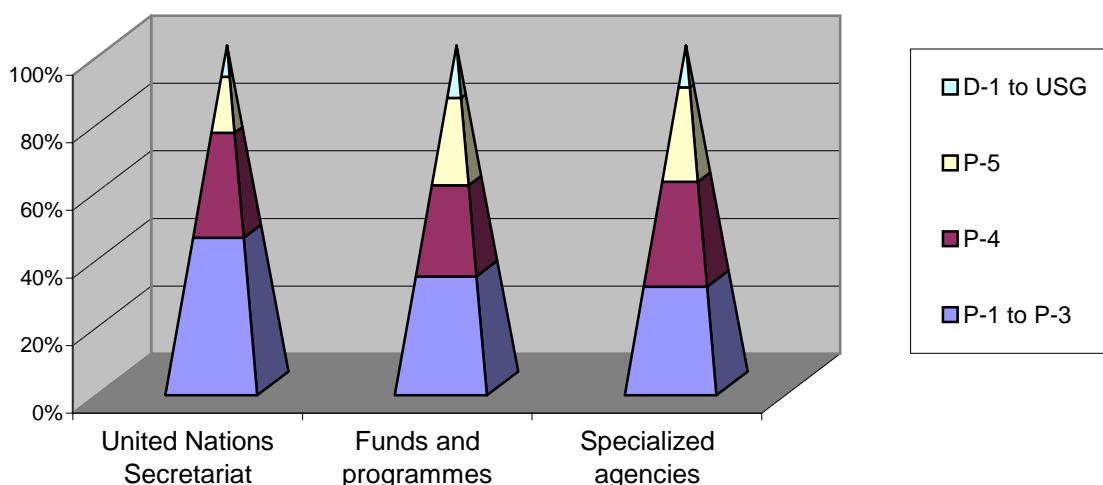 100%
80%
60%
40%
20%
0%
United Nations
Secretariat
Funds and
programmes
Specialized
agencies
D-1 to USG
P-5
P-4
P-1 to P-3